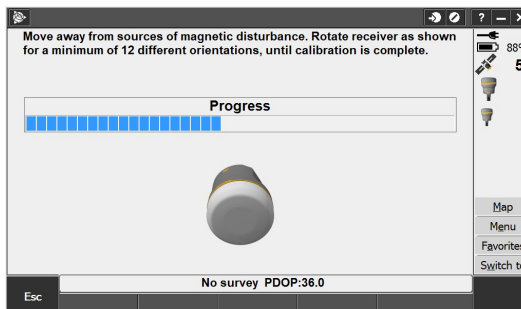 ? – X
Move away from sources of magnetic disturbance. Rotate receiver as shown
for a minimum of 12 different orientations, until calibration is complete.
88%
5
Progress
Map
Menu
Favorites
Switch to
No survey PDOP:36.0
Esc